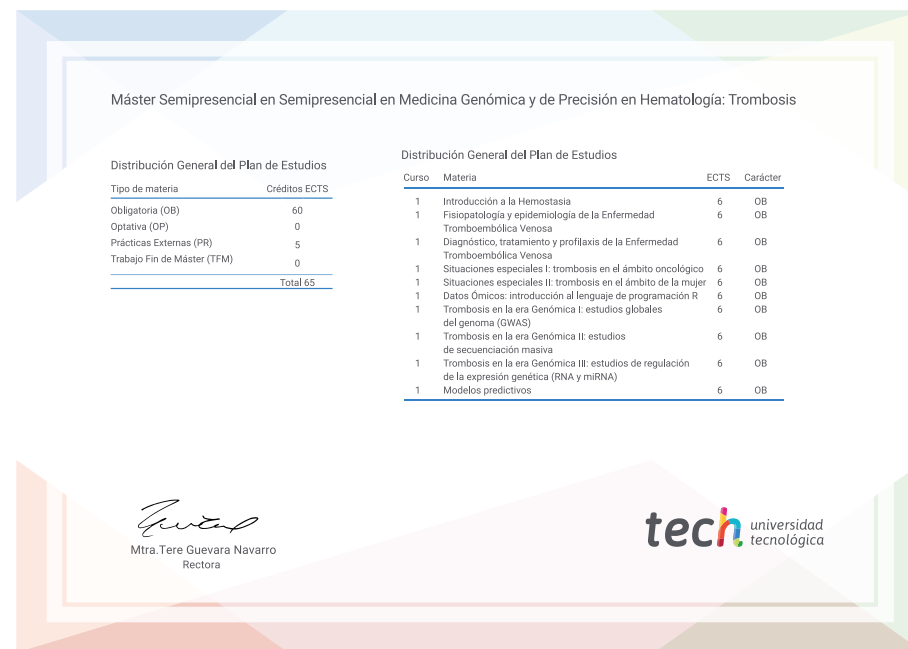 Máster Semipresencial en Semipresencial en Medicina Genómica y de Precisión en Hematología: Trombosis
Distribución General del Plan de Estudios
Tipo de materia Créditos ECTS
Obligatoria (OB) 60
Optativa (OP) 0
Prácticas Externas (PR) 5
Trabajo Fin de Máster (TFM) 0
Total 65
Distribución General del Plan de Estudios
Curso Materia ECTS Carácter
1 Introducción a la Hemostasia 6 OB
1 Fisiopatología y epidemiología de la Enfermedad 6 OB
Tromboembólica Venosa
1 Diagnóstico, tratamiento y profilaxis de la Enfermedad 6 OB
Tromboembólica Venosa
1 Situaciones especiales I: trombosis en el ámbito oncológico 6 OB
1 Situaciones especiales II: trombosis en el ámbito de la mujer 6 OB
1 Datos Ómicos: introducción al lenguaje de programación R 6 OB
1 Trombosis en la era Genómica I: estudios globales 6 OB
del genoma (GWAS)
1 Trombosis en la era Genómica II: estudios 6 OB
de secuenciación masiva
1 Trombosis en la era Genómica III: estudios de regulación 6 OB
de la expresión genética (RNA y miRNA)
1 Modelos predictivos 6 OB
Mtra.Tere Guevara Navarro
Rectora
tech universidad
tecnológica